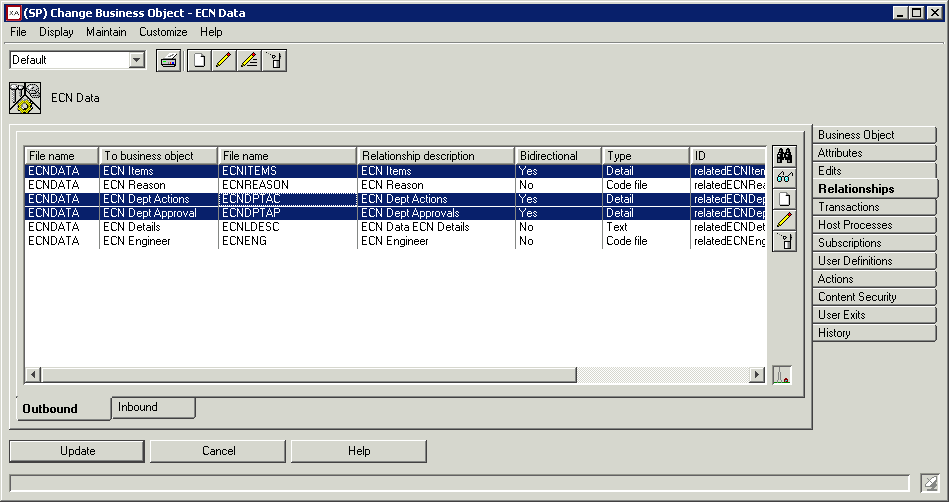 XA (SP) Change Business Object - ECN Data
File Display Maintain Customize Help
Default
ECN Data
File name To business object File name Relationship description Bidirectional Type ID
ECNDATA ECN Items ECNITEMS ECN Items Yes Detail relatedECNIten
ECNDATA ECN Reason ECNREASON ECN Reason No Code file relatedECNRea
ECNDATA ECN Dept Actions ECNDPTAC ECN Dept Actions Yes Detail relatedECNDep
ECNDATA ECN Dept Approval ECNDPTAP ECN Dept Approvals Yes Detail relatedECNDep
ECNDATA ECN Details ECNLDESC ECN Data ECN Details No Text relatedECNDet
ECNDATA ECN Engineer ECNENG ECN Engineer No Code file relatedECNEng
Business Object
Attributes
Edits
Relationships
Transactions
Host Processes
Subscriptions
User Definitions
Actions
Content Security
User Exits
History
Outbound Inbound
Update Cancel Help